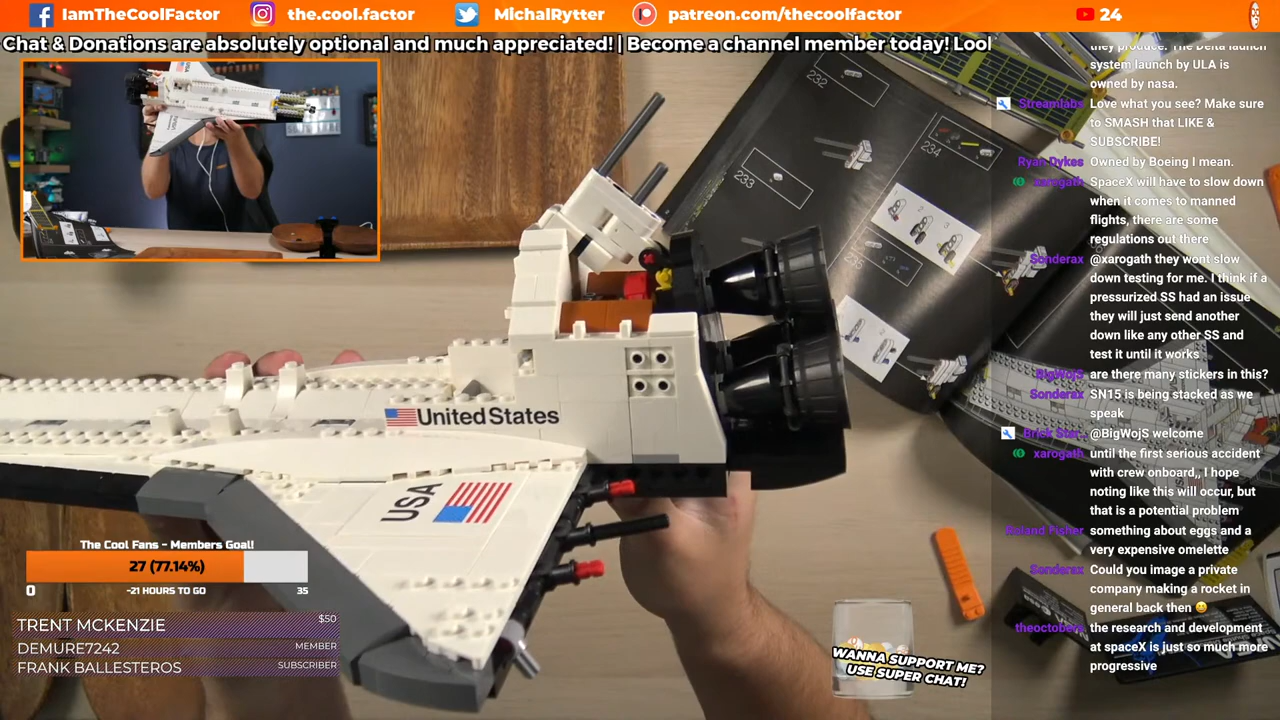 IamTheCoolFactor
the.cool.factor
MichalRytter
patreon.com/thecoolfactor
24
Chat & Donations are absolutely optional and much appreciated! | Become a channel member today! Lool
they produce. The Delta launch
system launch by ULA is
owned by nasa.
Streamlabs Love what you see? Make sure
to SMASH that LIKE &
SUBSCRIBE!
Ryan Dykes Owned by Boeing I mean.
xarogath SpaceX will have to slow down
when it comes to manned
flights, there are some
regulations out there
Sonderax @xarogath they wont slow
down testing for me. I think if a
pressurized SS had an issue
they will just send another
down like any other SS and
test it until it works
BigWojS are there many stickers in this?
Sonderax SN15 is being stacked as we
speak
@BigWojS welcome
xarogath until the first serious accident
with crew onboard,, I hope
noting like this will occur, but
that is a potential problem
Roland Fisher something about eggs and a
very expensive omelette
Sonderax Could you image a private
company making a rocket in
general back then
theoctobers the research and development
at spaceX is just so much more
progressive
232
233
234
235
United States
USA
The Cool Fans - Members Goal!
27 (77.14%)
0
-21 HOURS TO GO
35
TRENT MCKENZIE $50
DEMURE7242 MEMBER
FRANK BALLESTEROS SUBSCRIBER
WANNA SUPPORT ME?
USE SUPER CHAT!